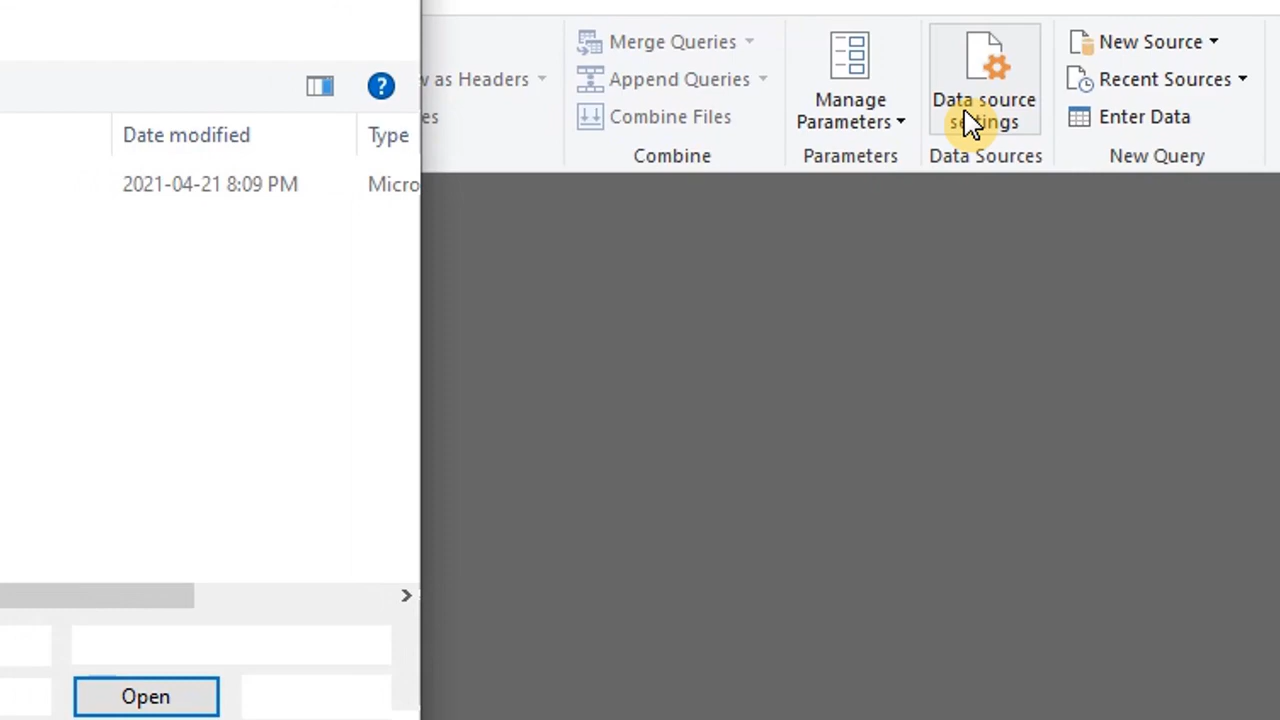 Date modified
Type
2021-04-21 8:09 PM
Micro
w as Headers
es
Merge Queries
Append Queries
Combine Files
Combine
Manage
Parameters
Parameters
Data source
settings
Data Sources
New Source
Recent Sources
Enter Data
New Query
Open